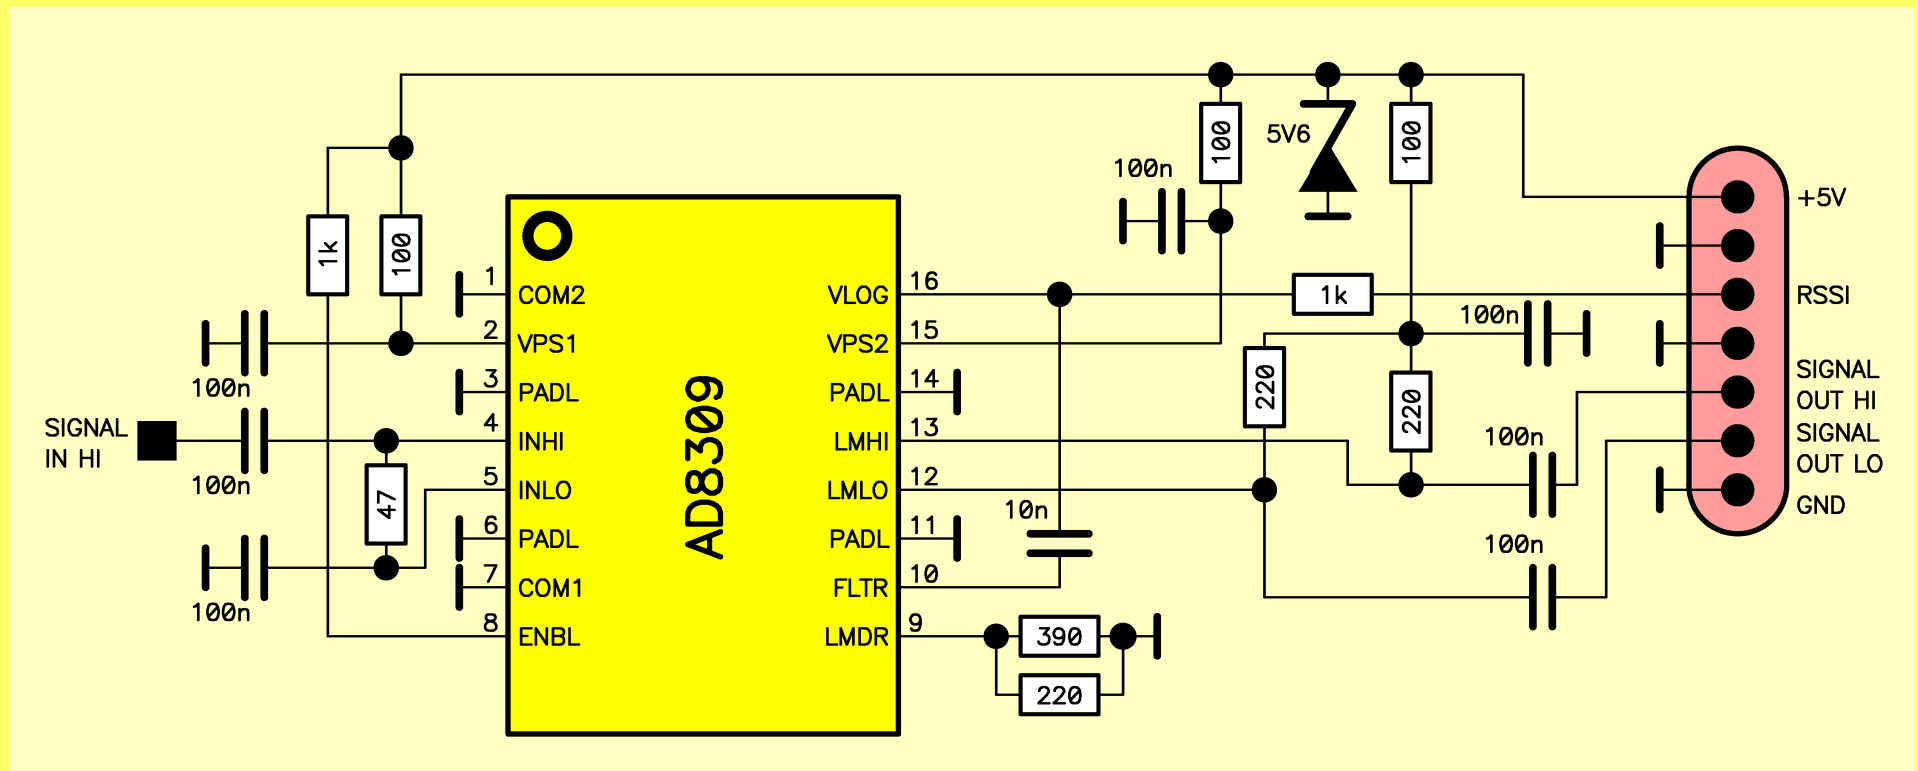 5V6
100
100
100n
+5V
1k
100
1
COM2
VLOG
16
1k
RSSI
100n
2
VPS1
VPS2
15
100n
3
PADL
PADL
14
220
220
SIGNAL
OUT HI
SIGNAL
IN HI
4
INHI
LMHI
13
100n
SIGNAL
OUT LO
100n
47
5
INLO
AD8309
LMLO
12
GND
10n
6
PADL
PADL
11
100n
7
COM1
FLTR
10
100n
8
ENBL
LMDR
9
390
220